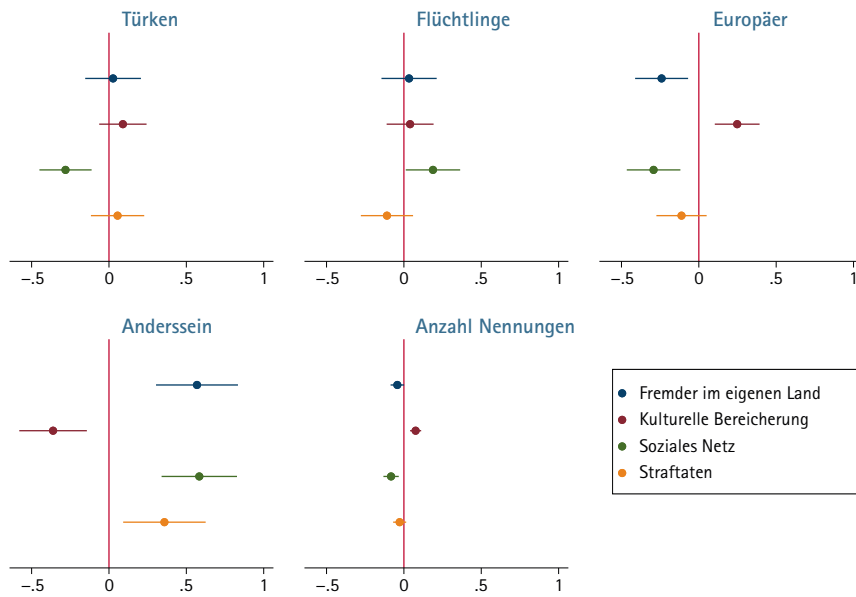 Türken
Flüchtlinge
Europäer
–.5 0 .5 1
–.5 0 .5 1
–.5 0 .5 1
Anderssein
Anzahl Nennungen
Fremder im eigenen Land
Kulturelle Bereicherung
Soziales Netz
Straftaten
–.5 0 .5 1
–.5 0 .5 1